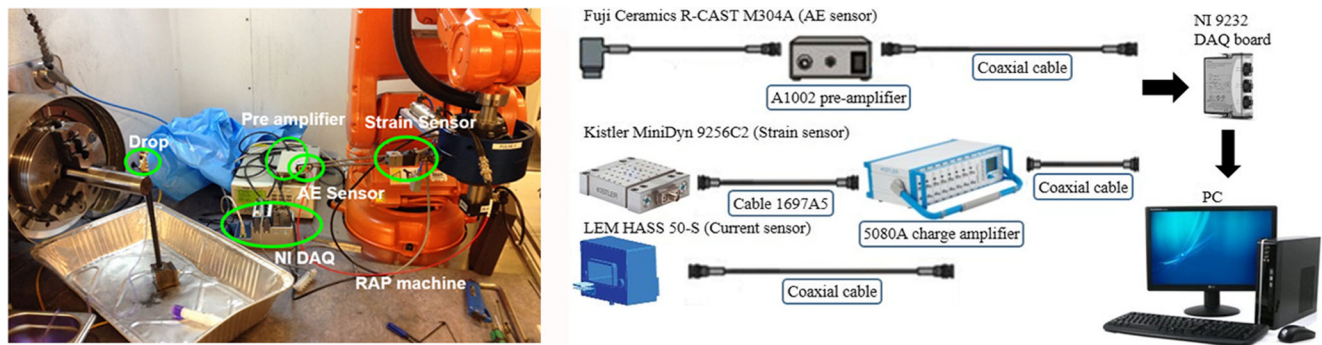 Drop
Pre amplifier
Strain Sensor
AE Sensor
NI DAQ
RAP machine
Fuji Ceramics R-CAST M304A (AE sensor)
A1002 pre-amplifier
Coaxial cable
NI 9232
DAQ board
Kistler MiniDyn 9256C2 (Strain sensor)
KISTLER
Cable 1697A5
5080A charge amplifier
Coaxial cable
LEM HASS 50-S (Current sensor)
Coaxial cable
PC